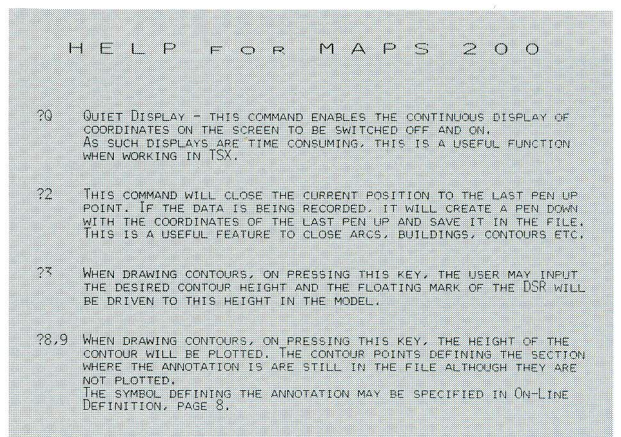 HELP FOR MAPS 200
?Q QUIET DISPLAY - THIS COMMAND ENABLES THE CONTINUOUS DISPLAY OF
COORDINATES ON THE SCREEN TO BE SWITCHED OFF AND ON.
AS SUCH DISPLAYS ARE TIME CONSUMING, THIS IS A USEFUL FUNCTION
WHEN WORKING IN TSX.
?2 THIS COMMAND WILL CLOSE THE CURRENT POSITION TO THE LAST PEN UP
POINT. IF THE DATA IS BEING RECORDED, IT WILL CREATE A PEN DOWN
WITH THE COORDINATES OF THE LAST PEN UP AND SAVE IT IN THE FILE.
THIS IS A USEFUL FEATURE TO CLOSE ARCS, BUILDINGS, CONTOURS ETC.
?3 WHEN DRAWING CONTOURS, ON PRESSING THIS KEY, THE USER MAY INPUT
THE DESIRED CONTOUR HEIGHT AND THE FLOATING MARK OF THE DSR WILL
BE DRIVEN TO THIS HEIGHT IN THE MODEL.
?8,9 WHEN DRAWING CONTOURS, ON PRESSING THIS KEY, THE HEIGHT OF THE
CONTOUR WILL BE PLOTTED. THE CONTOUR POINTS DEFINING THE SECTION
WHERE THE ANNOTATION IS ARE STILL IN THE FILE ALTHOUGH THEY ARE
NOT PLOTTED.
THE SYMBOL DEFINING THE ANNOTATION MAY BE SPECIFIED IN ON-LINE
DEFINITION, PAGE 8.